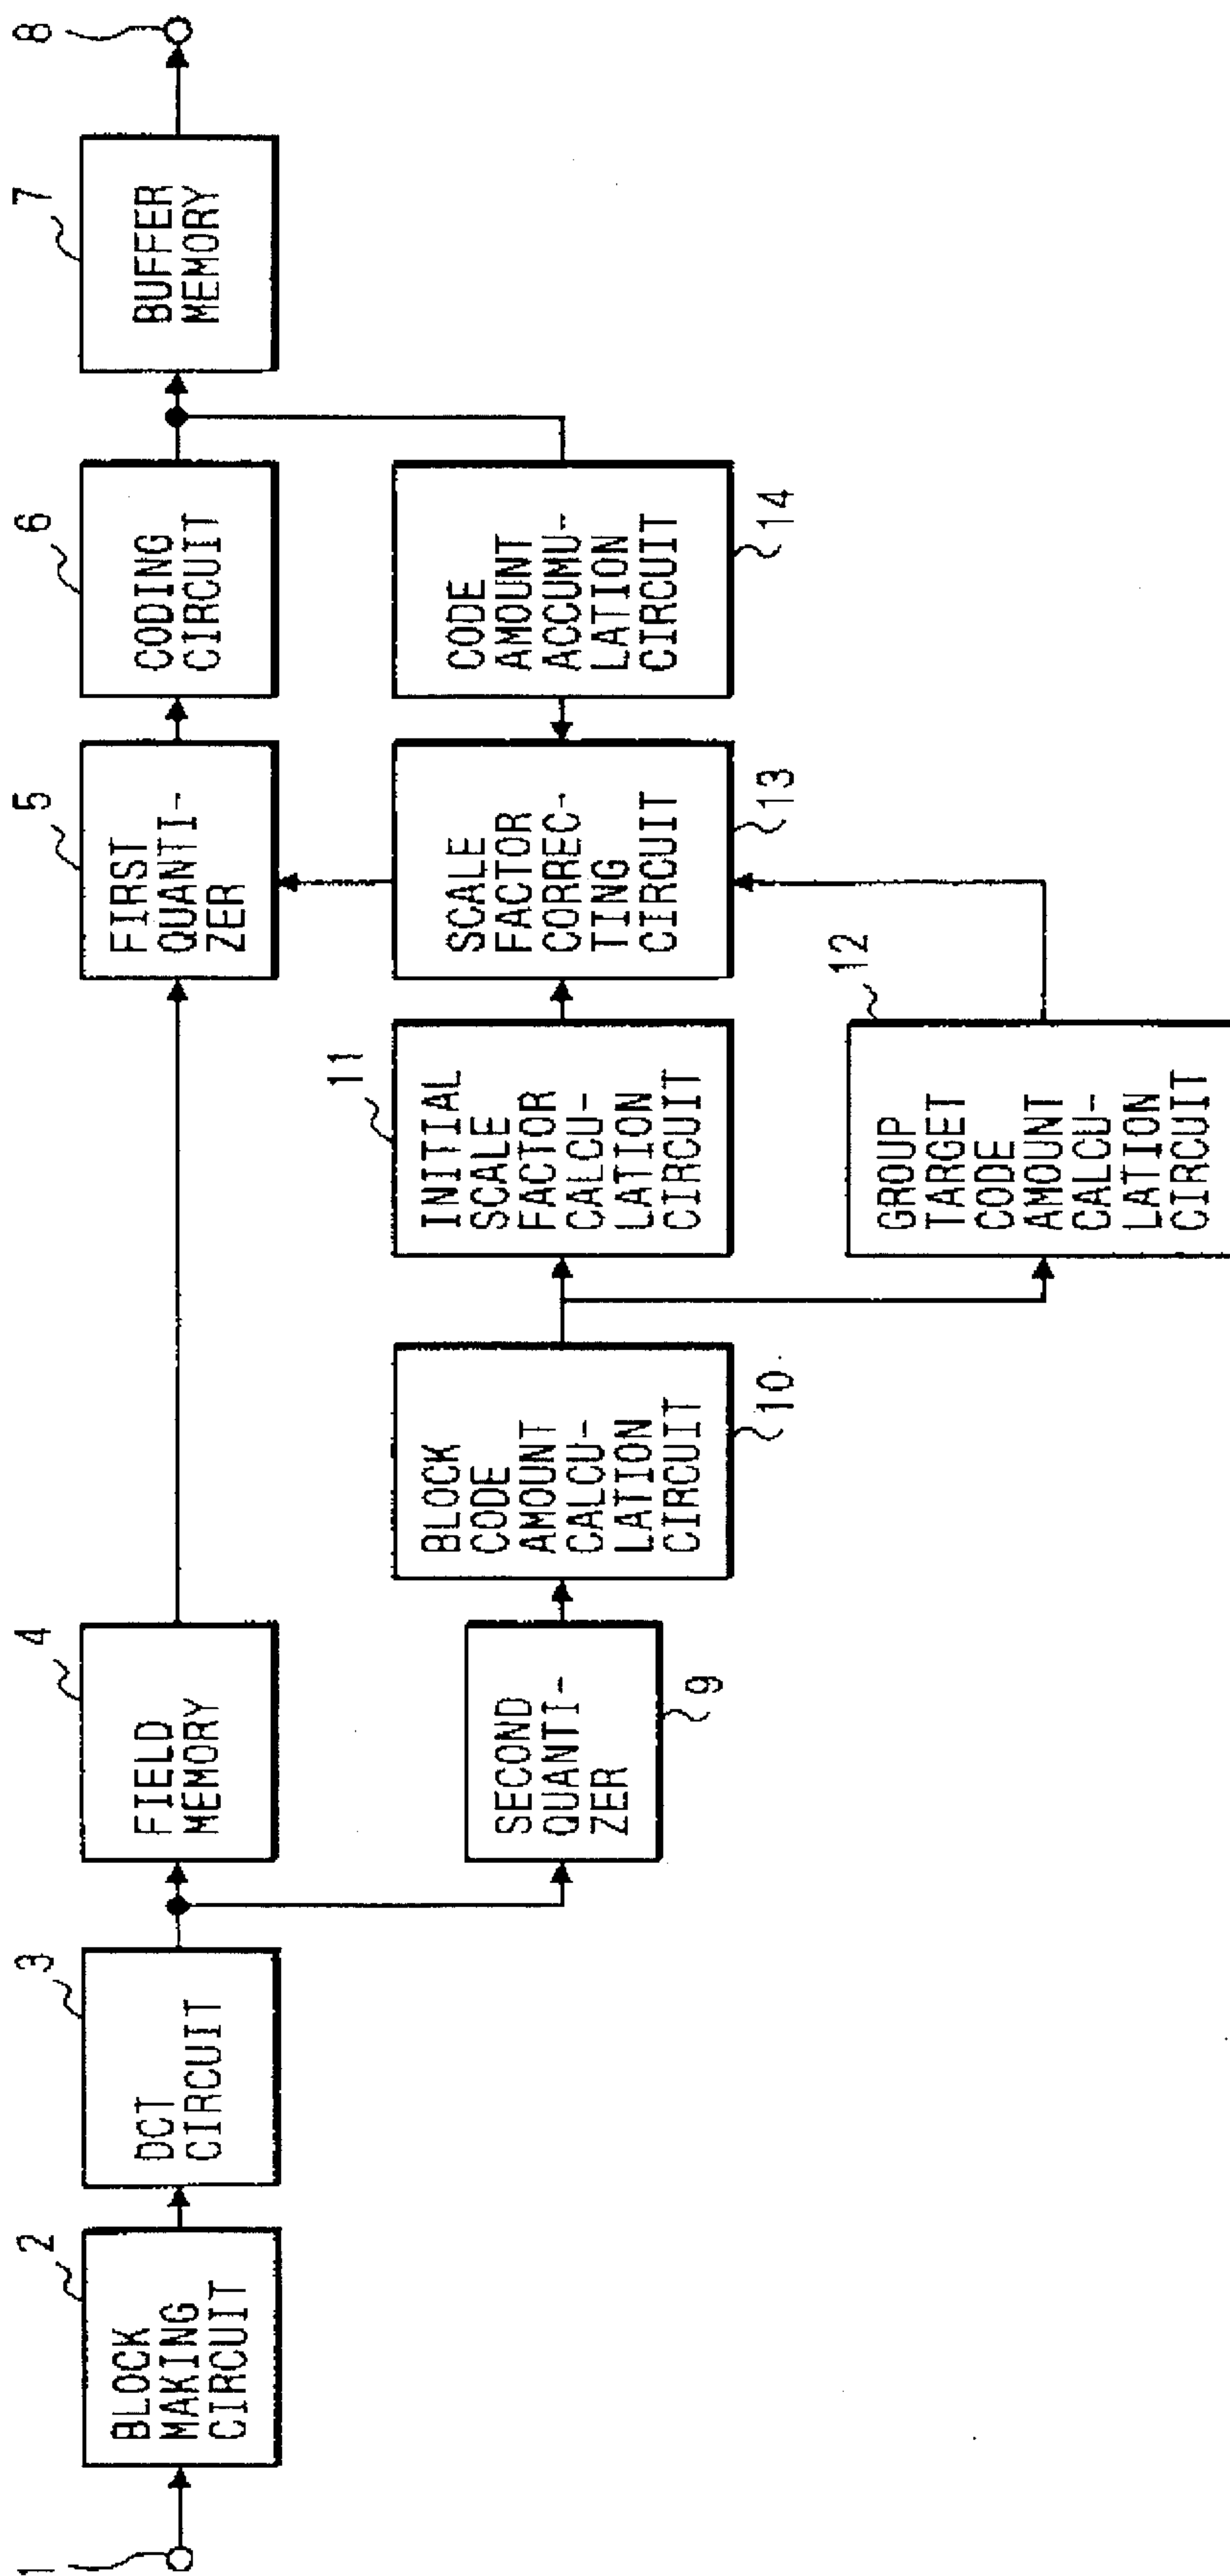 1
2
BLOCK
MAKING
CIRCUIT
3
DCT
CIRCUIT
4
FIELD
MEMORY
5
FIRST
QUANTI-
ZER
6
CODING
CIRCUIT
7
BUFFER
MEMORY
8
SECOND
QUANTI-
ZER
9
BLOCK
CODE
AMOUNT
CALCU-
LATION
CIRCUIT
10
11
INITIAL
SCALE
FACTOR
CALCU-
LATION
CIRCUIT
SCALE
FACTOR
CORREC-
TING
CIRCUIT
13
CODE
AMOUNT
ACCUMU-
LATION
CIRCUIT
14
12
GROUP
TARGET
CODE
AMOUNT
CALCU-
LATION
CIRCUIT